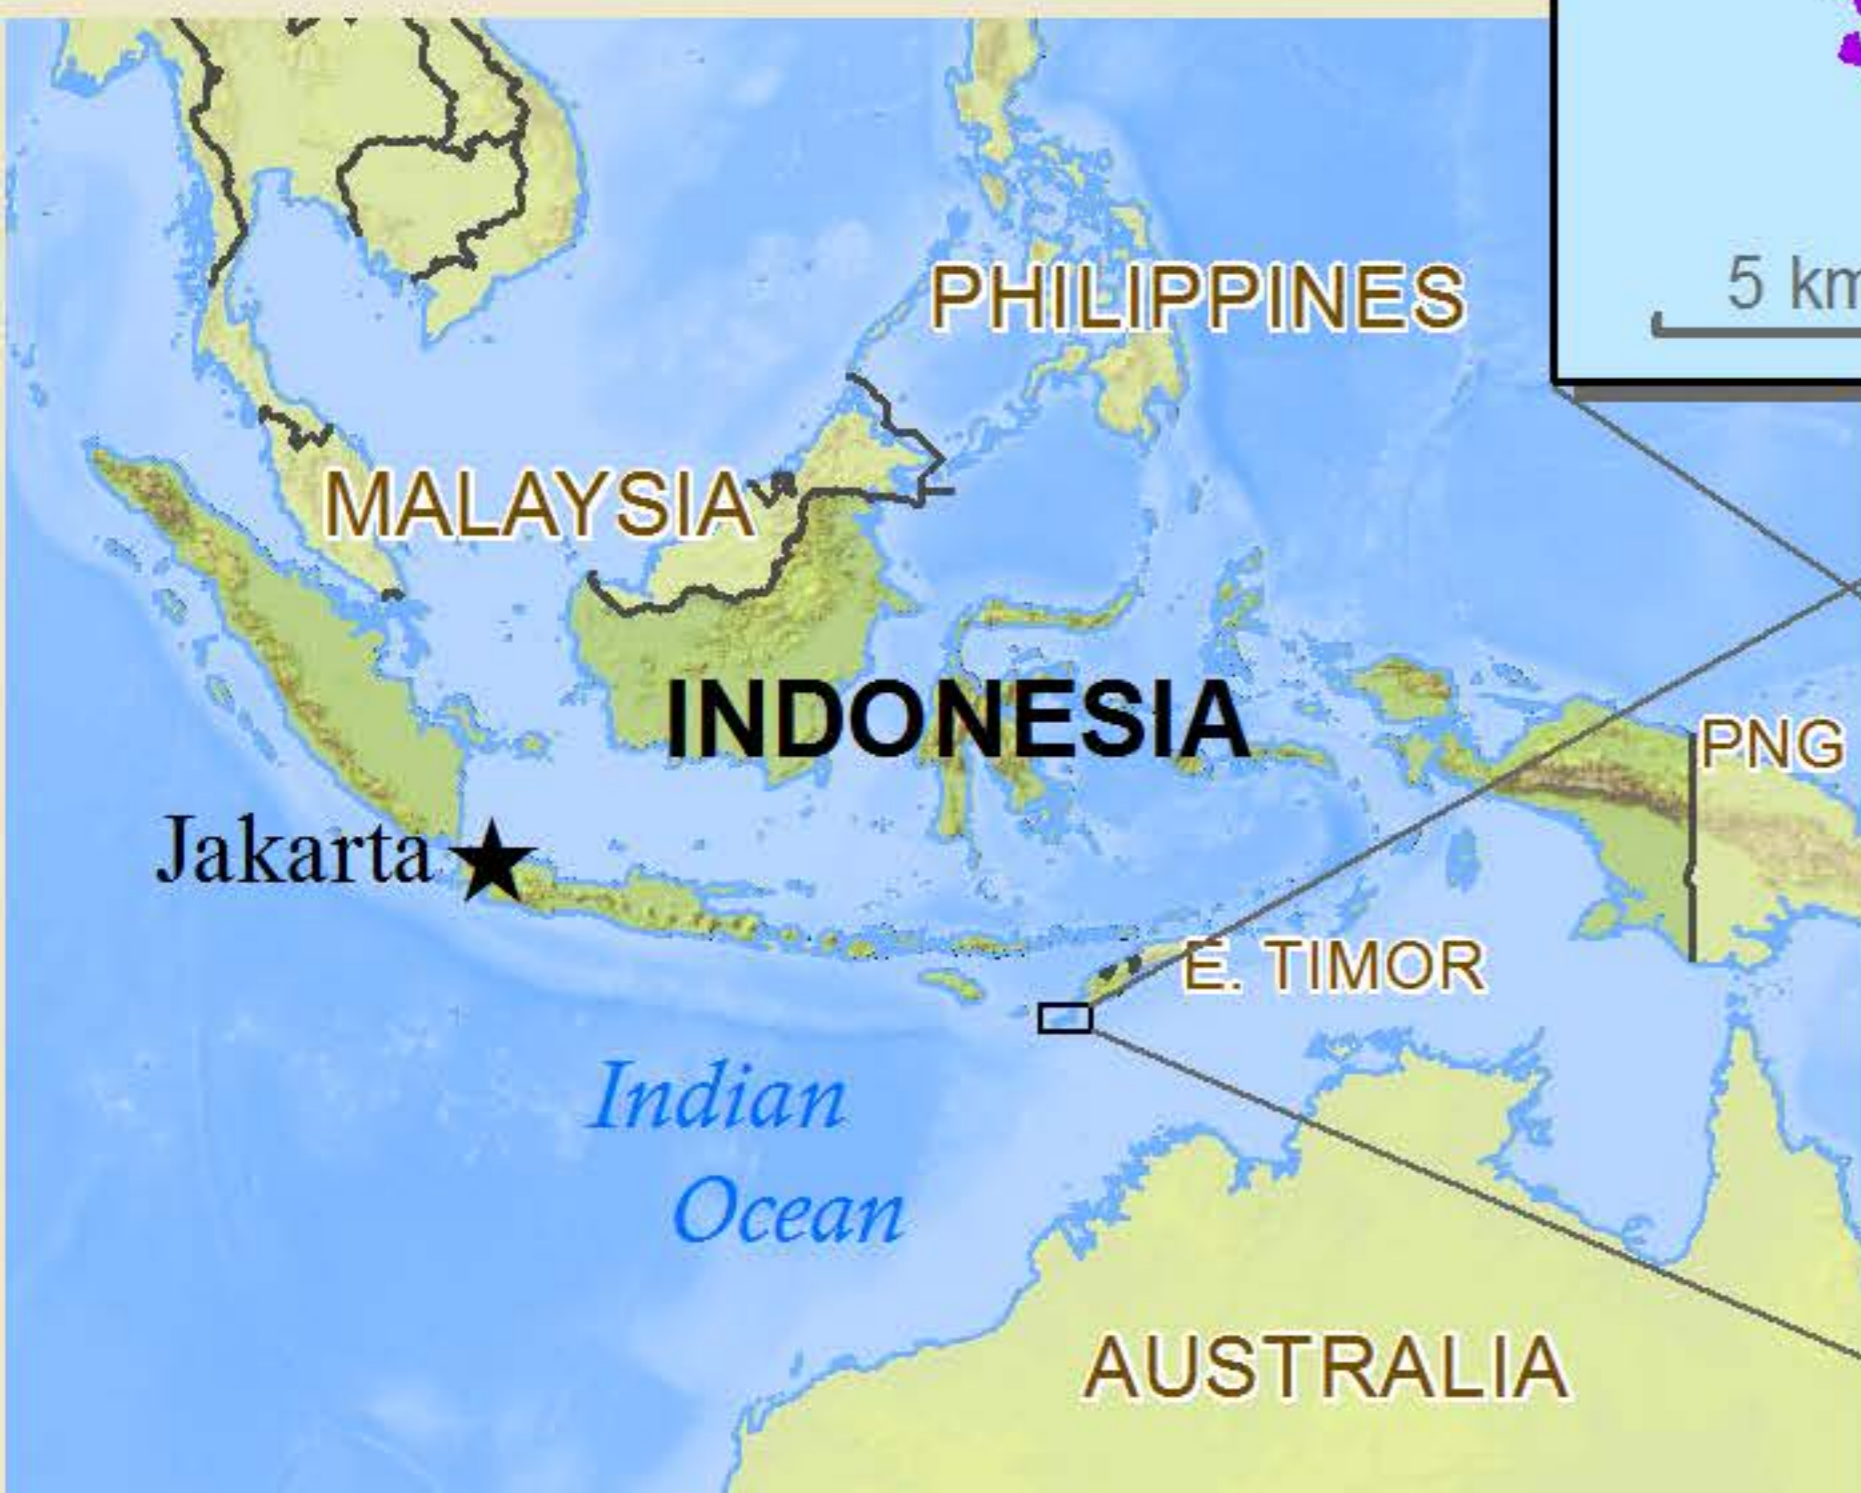 5 km
PHILIPPINES
MALAYSIA
INDONESIA
PNG
Jakarta
E. TIMOR
Indian
Ocean
AUSTRALIA